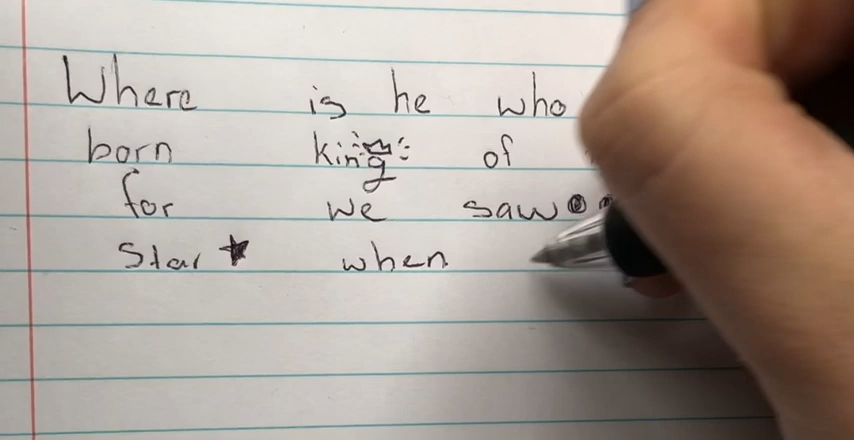 Where is he who
born king of
for we saw
star when